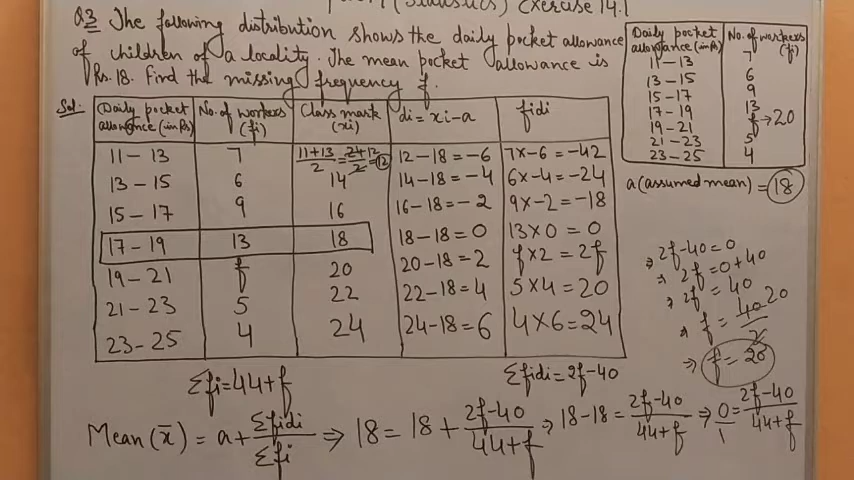 (Statistics) Exercise 14.1
Q3 The following distribution shows the daily pocket allowance
of children of a locality. The mean pocket allowance is
Rs. 18. Find the missing frequency f.
Daily pocket allowance (in Rs) No. of workers (fi)
11 – 13 7
13 – 15 6
15 – 17 9
17 – 19 13
19 – 21 f → 20
21 – 23 5
23 – 25 4
a (assumed mean) = 18
Sol:
Daily pocket allowance (in Rs) No. of workers (fi) Class mark (xi) di = xi - a fidi
11 – 13 7 11+13/2 = 24/2 = 12 12 – 18 = –6 7x – 6 = –42
13 – 15 6 14 14 – 18 = – 4 6x – 4 = –24
15 – 17 9 16 16 – 18 = – 2 9x – 2 = –18
17 – 19 13 18 18 – 18 = 0 13 X 0 = 0
19 – 21 f 20 20 – 18 = 2 f x 2 = 2f
21 – 23 5 22 22 – 18 = 4 5 x 4 = 20
23 – 25 4 24 24 – 18 = 6 4 X 6 = 24
Σfi = 44 + f Σfidi = 2f – 40
Mean (x̄) = a + Σfidi/Σfi ⇒ 18 = 18 + 2f-40/44+f ⇒ 18 – 18 = 2f-40/44+f ⇒ 0/1 = 2f-40/44+f
⇒ 2f – 40 = 0
⇒ 2f = 0 + 40
⇒ 2f = 40
⇒ f = 40/2 20
⇒ f = 20